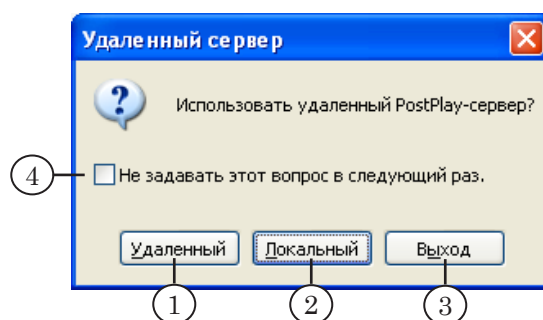 Удаленный сервер
Использовать удаленный PostPlay-сервер?
4
Не задавать этот вопрос в следующий раз.
Удаленный Локальный Выход
1 2 3